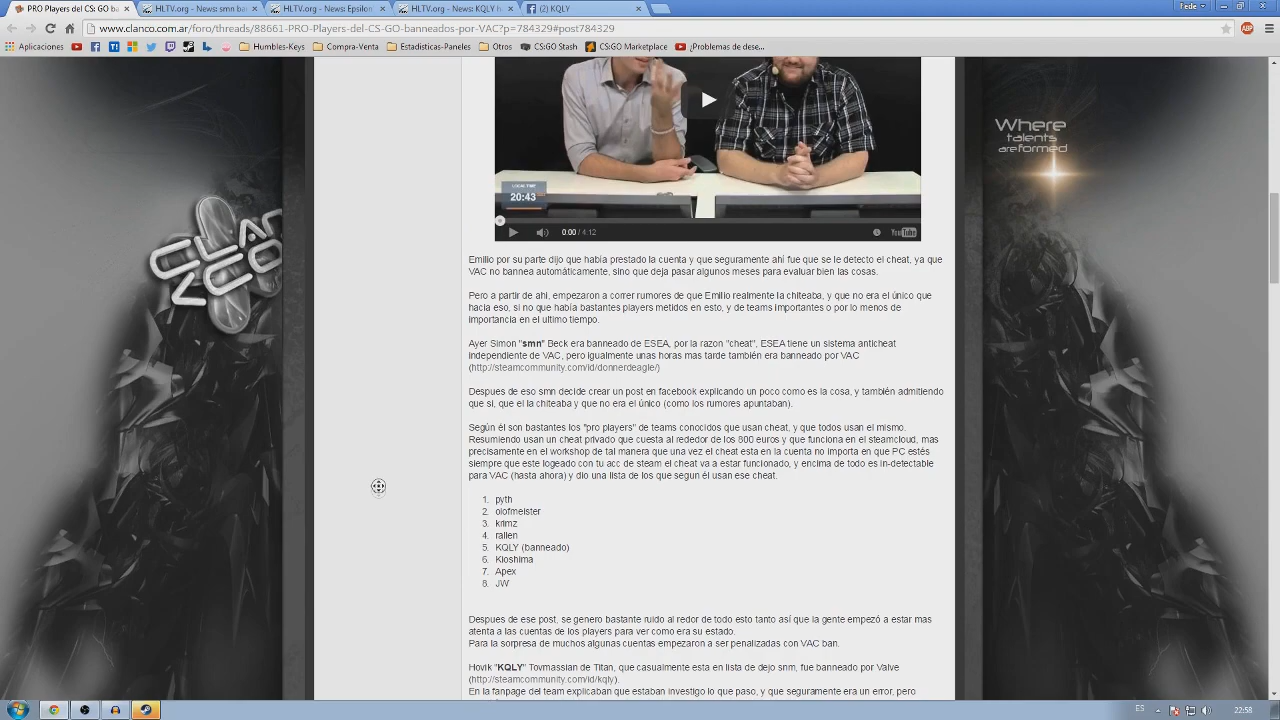 PRO Players del CS: GO ba
HLTV.org - News: smn ban
HLTV.org - News: Epsilon
HLTV.org - News: KQLY h
(2) KQLY
Fede
www.clanco.com.ar/foro/threads/88661-PRO-Players-del-CS-GO-banneados-por-VAC?p=784329#post784329
Aplicaciones
Humbles-Keys
Compra-Venta
Estadisticas-Paneles
Otros
CS:GO Stash
CS:GO Marketplace
¿Problemas de dese...
Where
talents
are formed
LOCAL TIME
20:43
0:00 / 4:12
YouTube
CLAN
NCO
Emilio por su parte dijo que había prestado la cuenta y que seguramente ahí fue que se le detecto el cheat, ya que
VAC no bannea automáticamente, sino que deja pasar algunos meses para evaluar bien las cosas.
Pero a partir de ahi, empezaron a correr rumores de que Emilio realmente la chiteaba, y que no era el único que
hacia eso, si no que había bastantes players metidos en esto, y de teams importantes o por lo menos de
importancia en el ultimo tiempo.
Ayer Simon "smn" Beck era banneado de ESEA, por la razon "cheat", ESEA tiene un sistema anticheat
independiente de VAC, pero igualmente unas horas mas tarde también era banneado por VAC
(http://steamcommunity.com/id/donnerdeagle/)
Despues de eso smn decide crear un post en facebook explicando un poco como es la cosa, y también admitiendo
que si, que el la chiteaba y que no era el único (como los rumores apuntaban).
Según él son bastantes los "pro players" de teams conocidos que usan cheat, y que todos usan el mismo.
Resumiendo usan un cheat privado que cuesta al rededor de los 800 euros y que funciona en el steamcloud, mas
precisamente en el workshop de tal manera que una vez el cheat esta en la cuenta no importa en que PC estés
siempre que este logeado con tu acc de steam el cheat va a estar funcionado, y encima de todo es in-detectable
para VAC (hasta ahora) y dio una lista de los que segun él usan ese cheat.
1. pyth
2. olofmeister
3. krimz
4. rallen
5. KQLY (banneado)
6. Kioshima
7. Apex
8. JW
Despues de ese post, se genero bastante ruido al redor de todo esto tanto así que la gente empezó a estar mas
atenta a las cuentas de los players para ver como era su estado.
Para la sorpresa de muchos algunas cuentas empezaron a ser penalizadas con VAC ban.
Hovik "KQLY" Tovmassian de Titan, que casualmente esta en lista de dejo snm, fue banneado por Valve
(http://steamcommunity.com/id/kqly).
En la fanpage del team explicaban que estaban investigo lo que paso, y que seguramente era un error, pero
ES
22:58